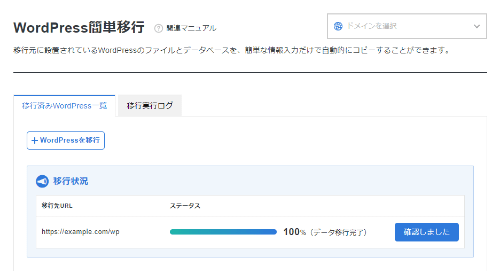 WordPress簡単移行
? 関連マニュアル
ドメインを選択
移行元に設置されているWordPressのファイルとデータベースを、簡単な情報入力だけで自動的にコピーすることができます。
移行済みWordPress一覧
移行実行ログ
+WordPressを移行
移行状況
移行先URL
ステータス
https://example.com/wp
100%（データ移行完了）
確認しました